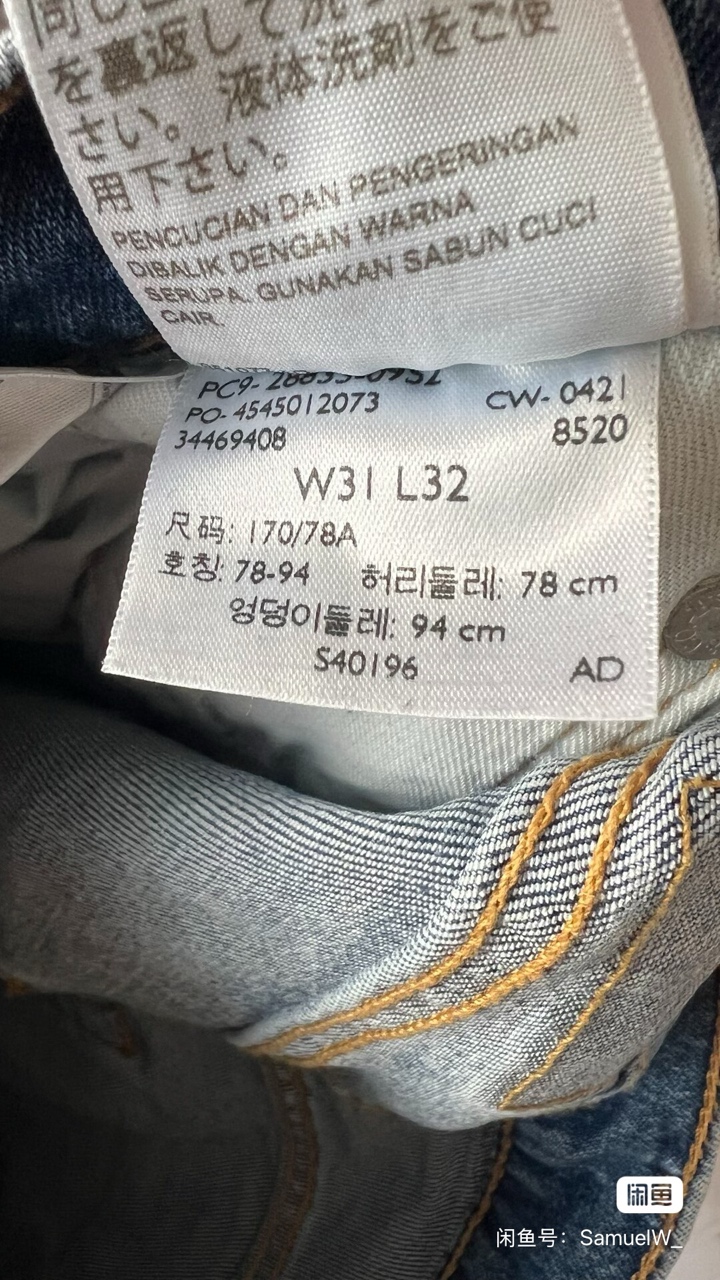 を裏返して洗
さい。液体洗剤をご使
用下さい。
PENCUCIAN DAN PENGERINGAN
DIBALIK DENGAN WARNA
SERUPA. GUNAKAN SABUN CUCI
CAIR.
PC9- 28833-0952
PO- 4545012073 CW- 0421
34469408 8520
W31 L32
尺码: 170/78A
호칭: 78-94 허리둘레: 78 cm
엉덩이둘레: 94 cm
S40196 AD
闲鱼
闲鱼号：SamuelW_